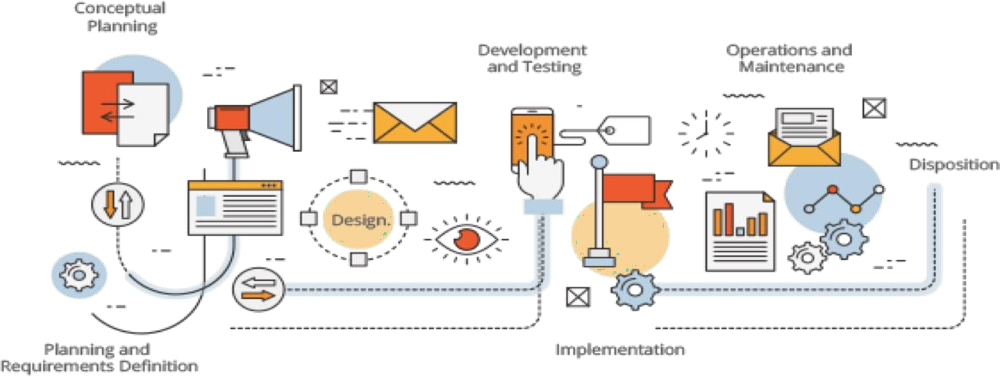 Conceptual
Planning
Development
and Testing
Operations and
Maintenance
Disposition
Design.
Planning and
Requirements Definition
Implementation